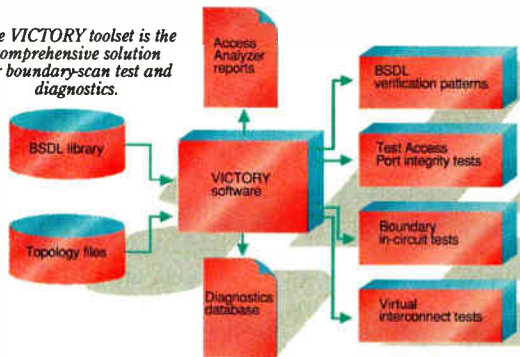 VICTORY toolset is the
comprehensive solution
boundary-scan test and
diagnostics.
Access
Analyzer
reports
BSDL library
Topology files
VICTORY
software
Diagnostics
database
BSDL
verification patterns
Test Access
Port integrity tests
Boundary
in-circuit tests
Virtual
interconnect tests